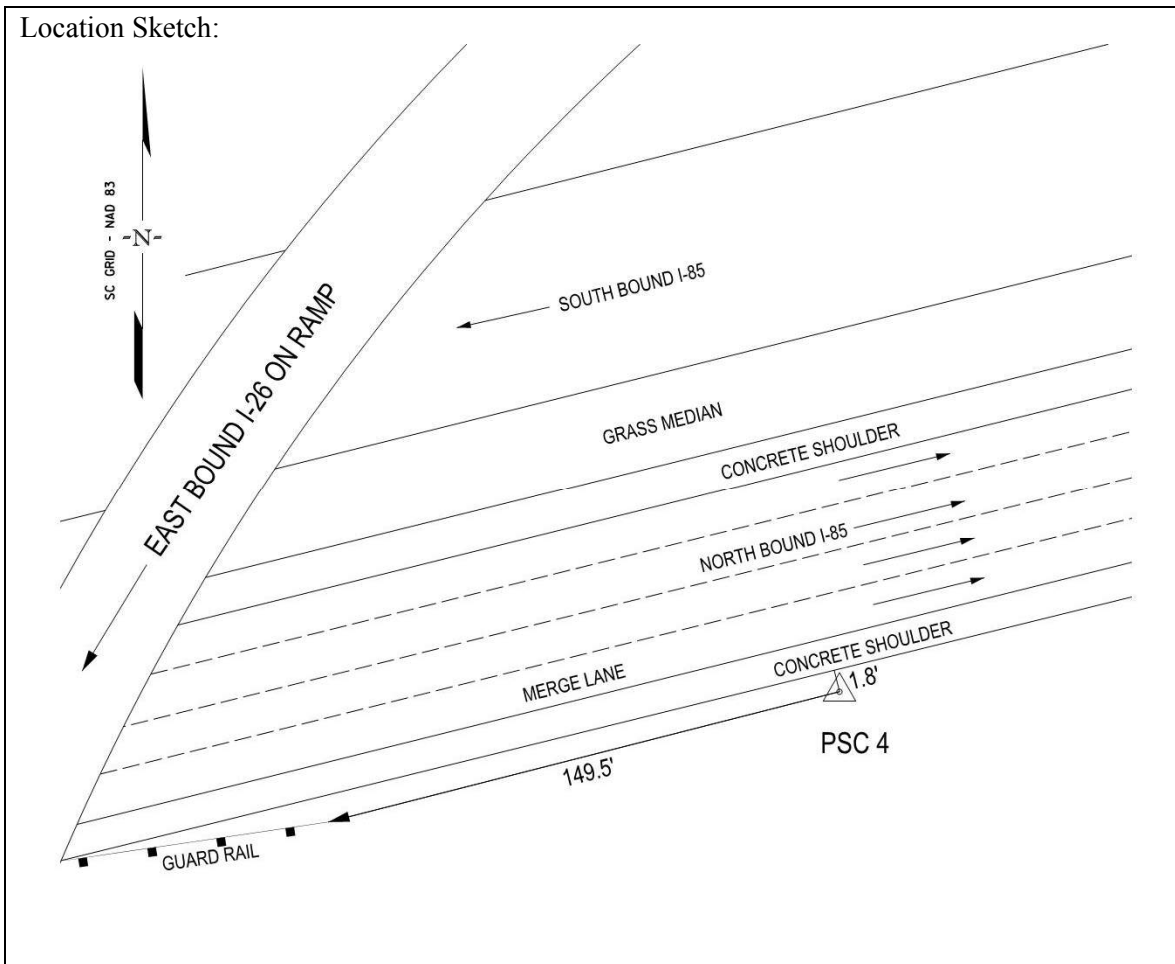 Location Sketch:
SC GRID - NAD 83
-N-
SOUTH BOUND I-85
EAST BOUND I-26 ON RAMP
GRASS MEDIAN
CONCRETE SHOULDER
NORTH BOUND I-85
MERGE LANE
CONCRETE SHOULDER
1.8'
PSC 4
149.5'
GUARD RAIL